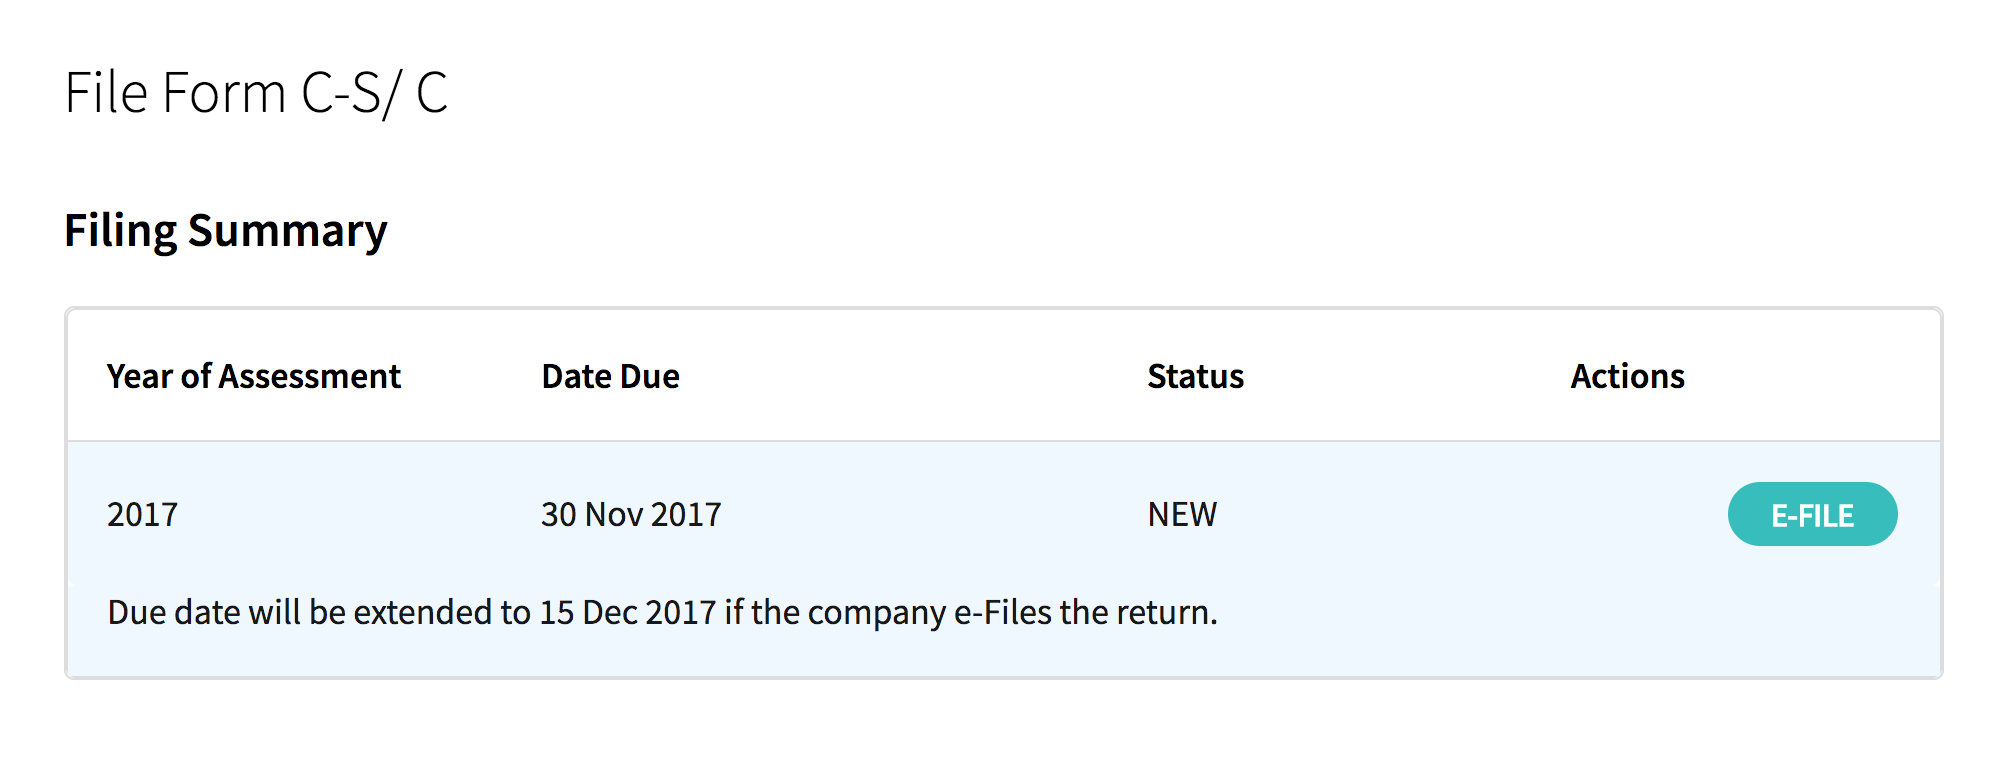 File Form C-S/ C
Filing Summary
Year of Assessment Date Due Status Actions
2017 30 Nov 2017 NEW E-FILE
Due date will be extended to 15 Dec 2017 if the company e-Files the return.